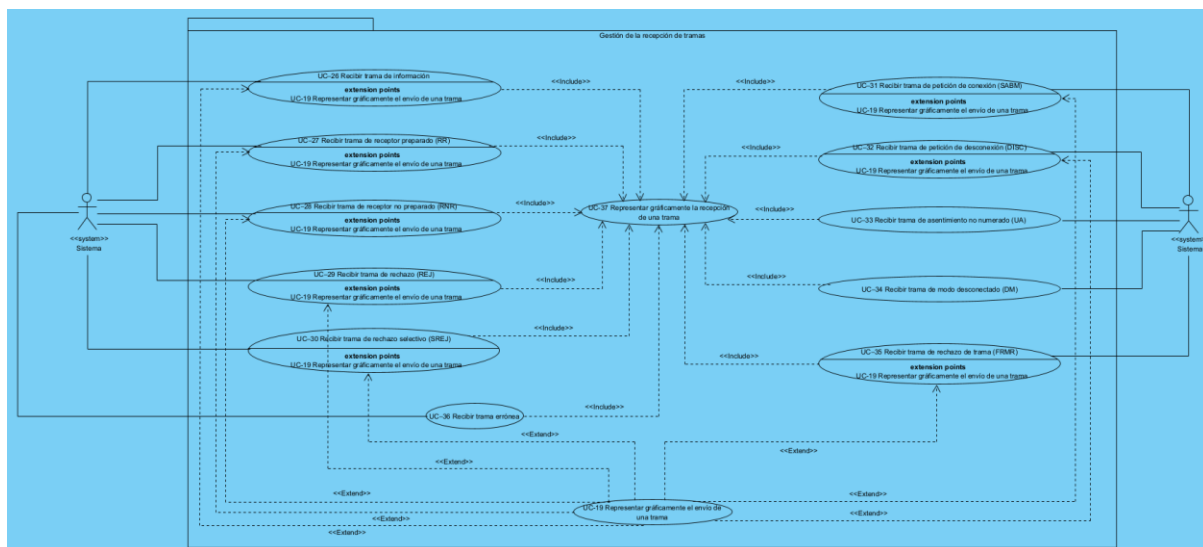 Gestión de la recepción de tramas
UC-26 Recibir trama de información
extension points
UC-19 Representar gráficamente el envío de una trama
<<Include>>
<<Include>>
UC-31 Recibir trama de petición de conexión (SABM)
extension points
UC-19 Representar gráficamente el envío de una trama
UC-27 Recibir trama de receptor preparado (RR)
extension points
UC-19 Representar gráficamente el envío de una trama
<<Include>>
<<Include>>
UC-32 Recibir trama de petición de desconexión (DISC)
extension points
UC-19 Representar gráficamente el envío de una trama
UC-28 Recibir trama de receptor no preparado (RNR)
extension points
UC-19 Representar gráficamente el envío de una trama
<<Include>>
UC-37 Representar gráficamente la recepción
de una trama
<<Include>>
UC-33 Recibir trama de asentimiento no numerado (UA)
<<system>>
Sistema
<<system>>
Sistema
UC-29 Recibir trama de rechazo (REJ)
extension points
UC-19 Representar gráficamente el envío de una trama
<<Include>>
<<Include>>
UC-34 Recibir trama de modo desconectado (DM)
UC-30 Recibir trama de rechazo selectivo (SREJ)
extension points
UC-19 Representar gráficamente el envío de una trama
<<Include>>
<<Include>>
UC-35 Recibir trama de rechazo de trama (FRMR)
extension points
UC-19 Representar gráficamente el envío de una trama
UC-36 Recibir trama errónea
<<Include>>
<<Extend>>
<<Extend>>
<<Extend>>
<<Extend>>
<<Extend>>
<<Extend>>
<<Extend>>
<<Extend>>
UC-19 Representar gráficamente el envío de
una trama